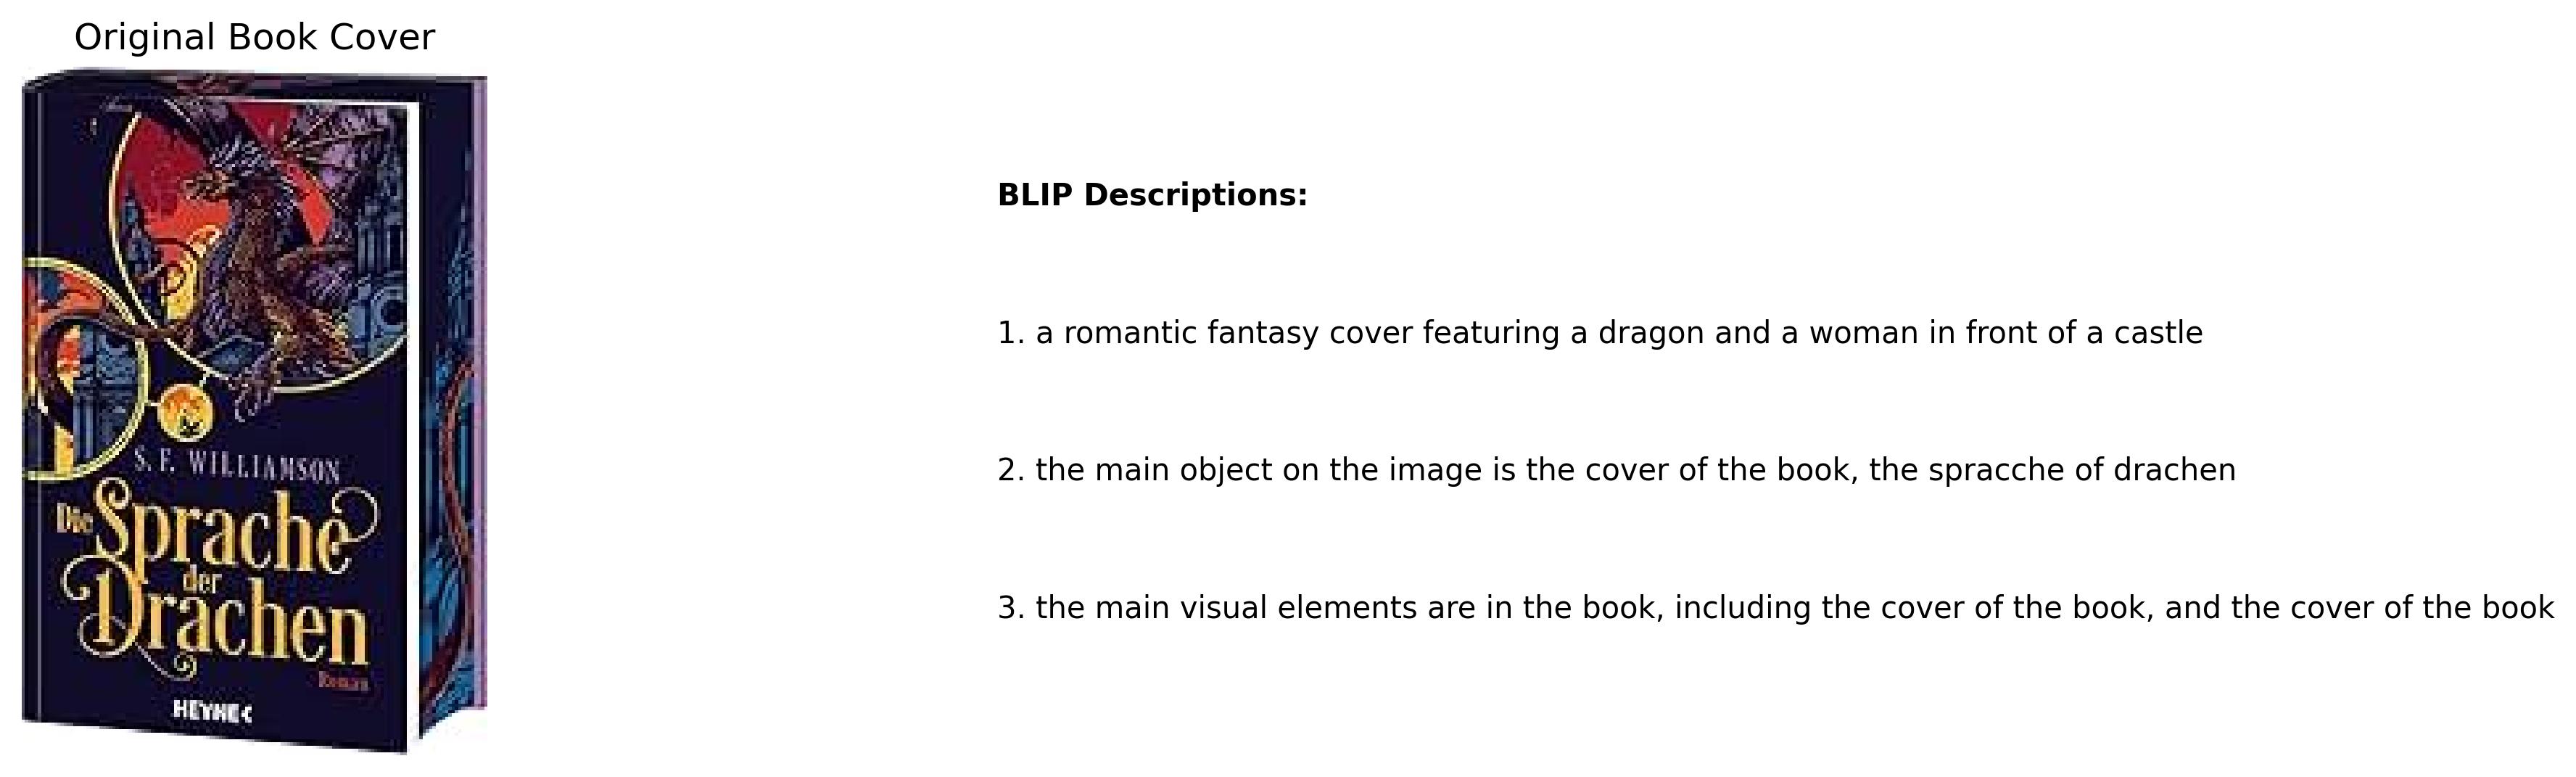 Original Book Cover
S. F. WILLIAMSON
Die Sprache
der
Drachen
Roman
HEYNE<
BLIP Descriptions:
1. a romantic fantasy cover featuring a dragon and a woman in front of a castle
2. the main object on the image is the cover of the book, the spracche of drachen
3. the main visual elements are in the book, including the cover of the book, and the cover of the book